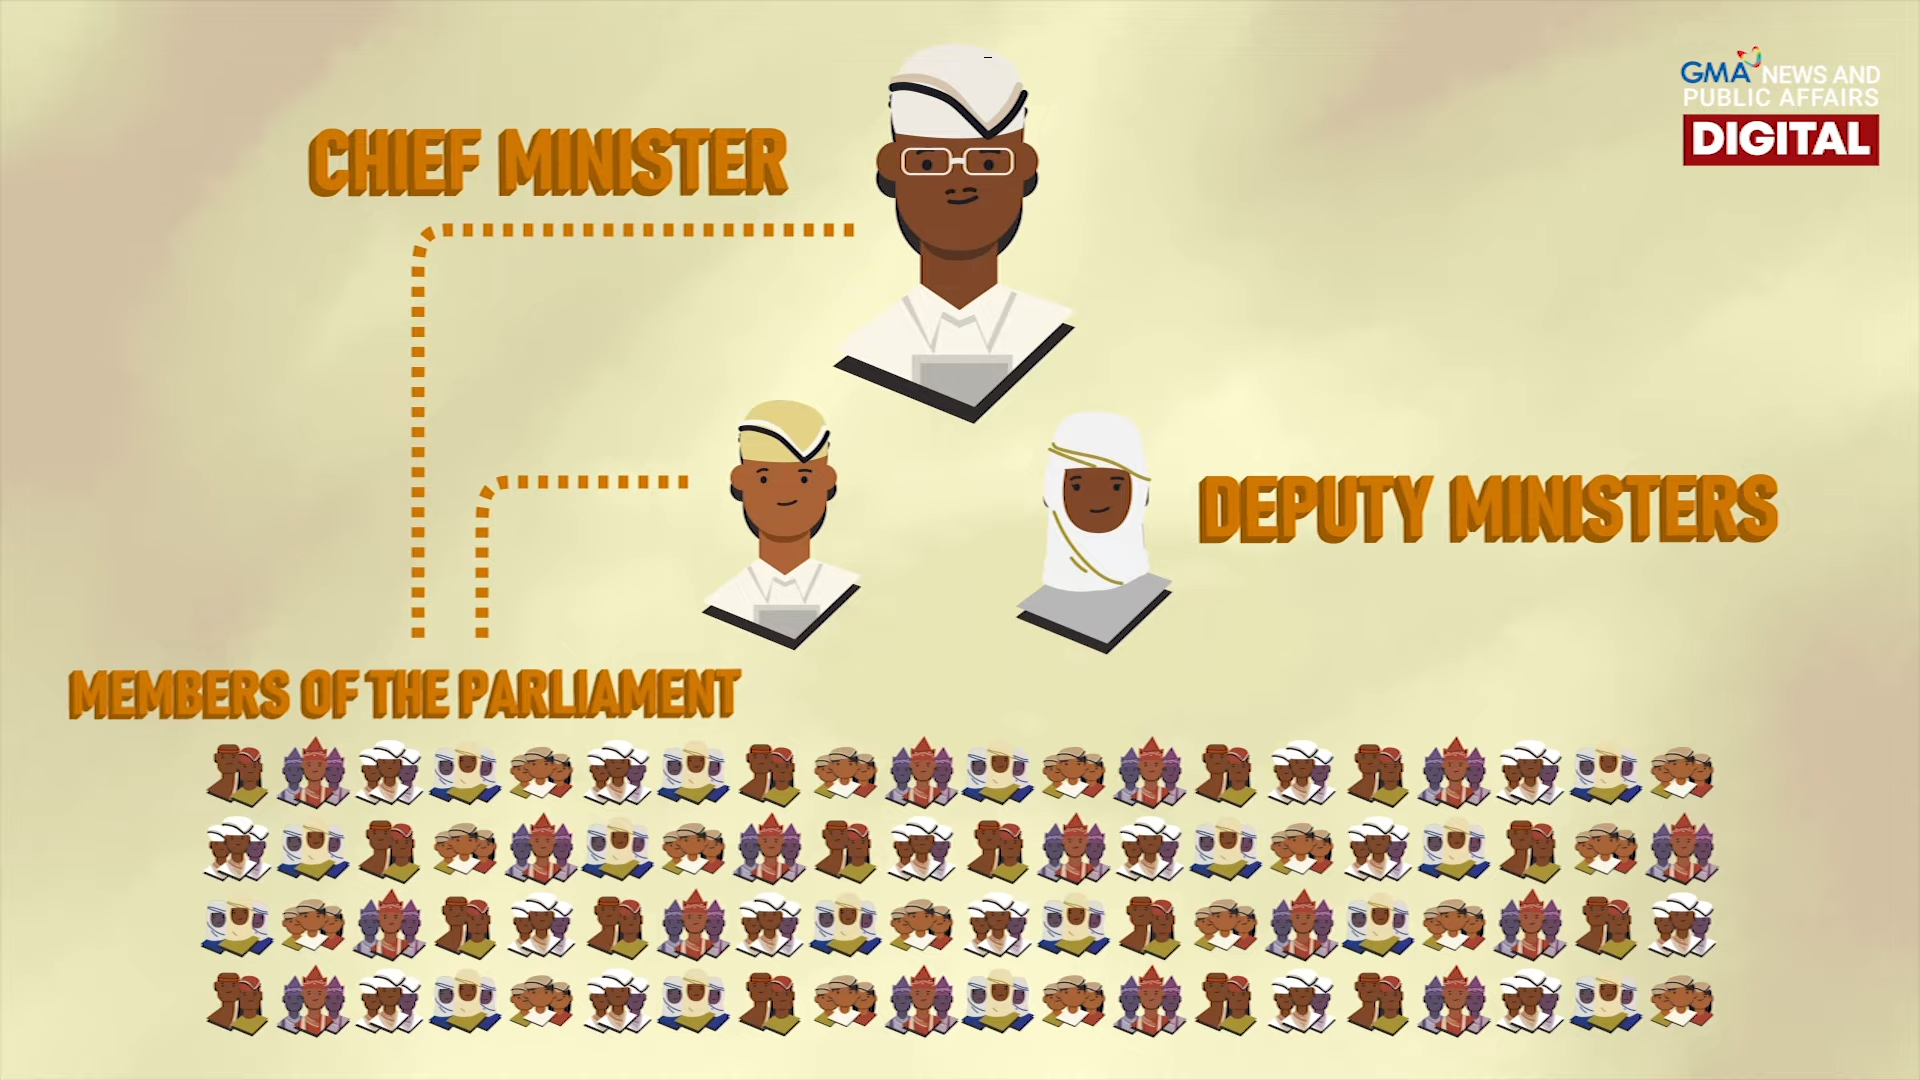 GMA NEWS AND
PUBLIC AFFAIRS
DIGITAL
CHIEF MINISTER
DEPUTY MINISTERS
MEMBERS OF THE PARLIAMENT